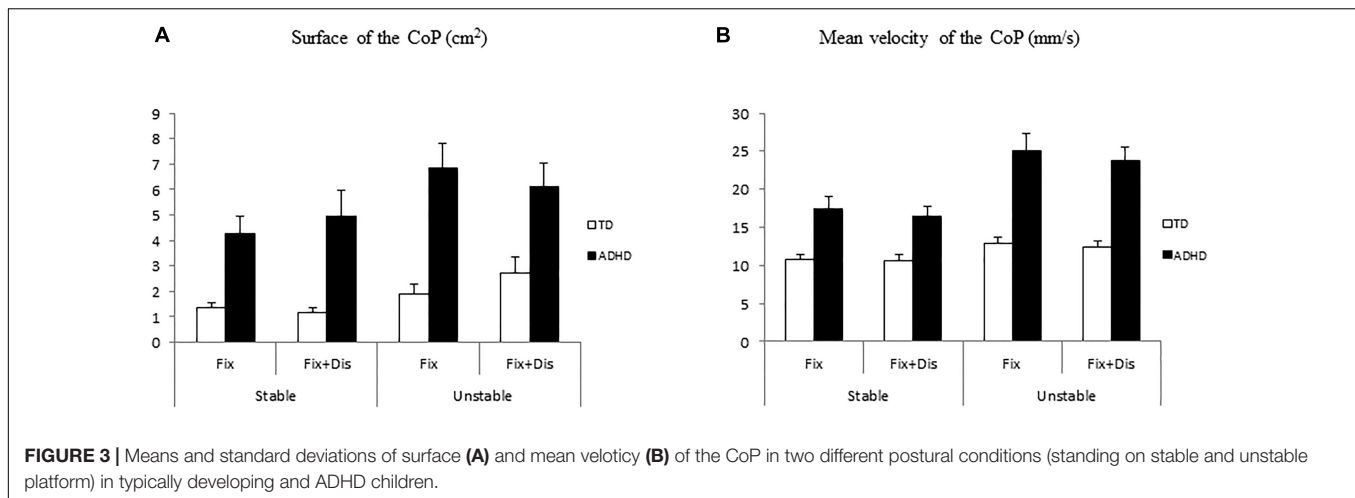 A
Surface of the CoP (cm²)
9
8
7
6
5
4
3
2
1
0
Fix
Fix+Dis
Fix
Fix+Dis
Stable
Unstable
TD
ADHD
B
Mean velocity of the CoP (mm/s)
30
25
20
15
10
5
0
Fix
Fix+Dis
Fix
Fix+Dis
Stable
Unstable
TD
ADHD
FIGURE 3 | Means and standard deviations of surface (A) and mean veloticy (B) of the CoP in two different postural conditions (standing on stable and unstable
platform) in typically developing and ADHD children.